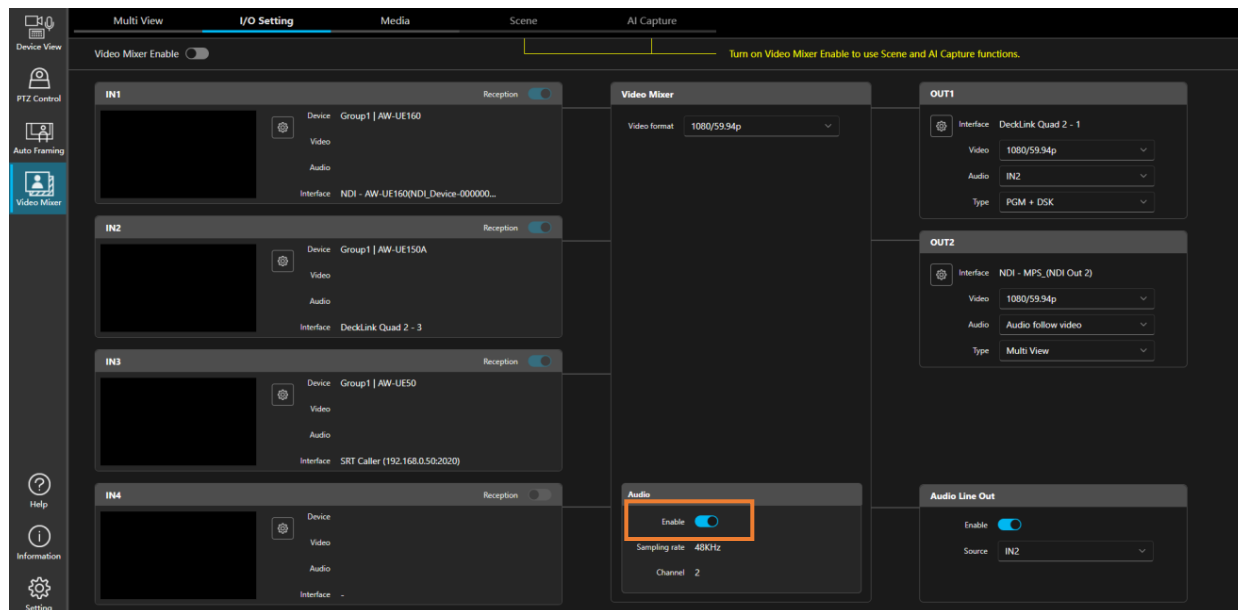 Multi View
I/O Setting
Media
Scene
AI Capture
Device View
PTZ Control
Auto Framing
Video Mixer
Help
Information
Setting
Video Mixer Enable
Turn on Video Mixer Enable to use Scene and AI Capture functions.
IN1
Reception
Device Group1 | AW-UE160
Video
Audio
Interface NDI - AW-UE160(NDI_Device-000000...
IN2
Reception
Device Group1 | AW-UE150A
Video
Audio
Interface DeckLink Quad 2 - 3
IN3
Reception
Device Group1 | AW-UE50
Video
Audio
Interface SRT Caller (192.168.0.50:2020)
IN4
Reception
Device
Video
Audio
Interface -
Video Mixer
Video format 1080/59.94p
Audio
Enable
Sampling rate 48KHz
Channel 2
OUT1
Interface DeckLink Quad 2 - 1
Video 1080/59.94p
Audio IN2
Type PGM + DSK
OUT2
Interface NDI - MPS_(NDI Out 2)
Video 1080/59.94p
Audio Audio follow video
Type Multi View
Audio Line Out
Enable
Source IN2